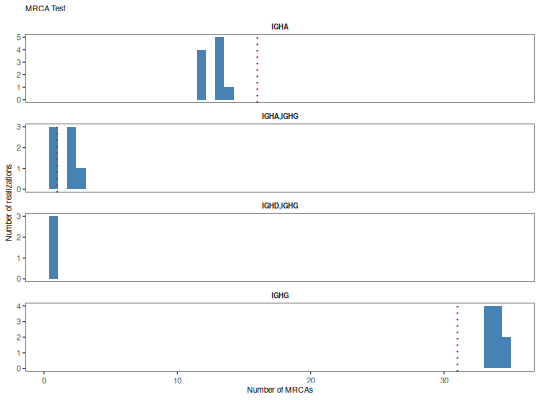 MRCA Test
IGHA
5
4
3
2
1
0
IGHA,IGHG
3
2
1
0
IGHD,IGHG
3
2
1
0
IGHG
4
3
2
1
0
0 10 20 30
Number of MRCAs
Number of realizations